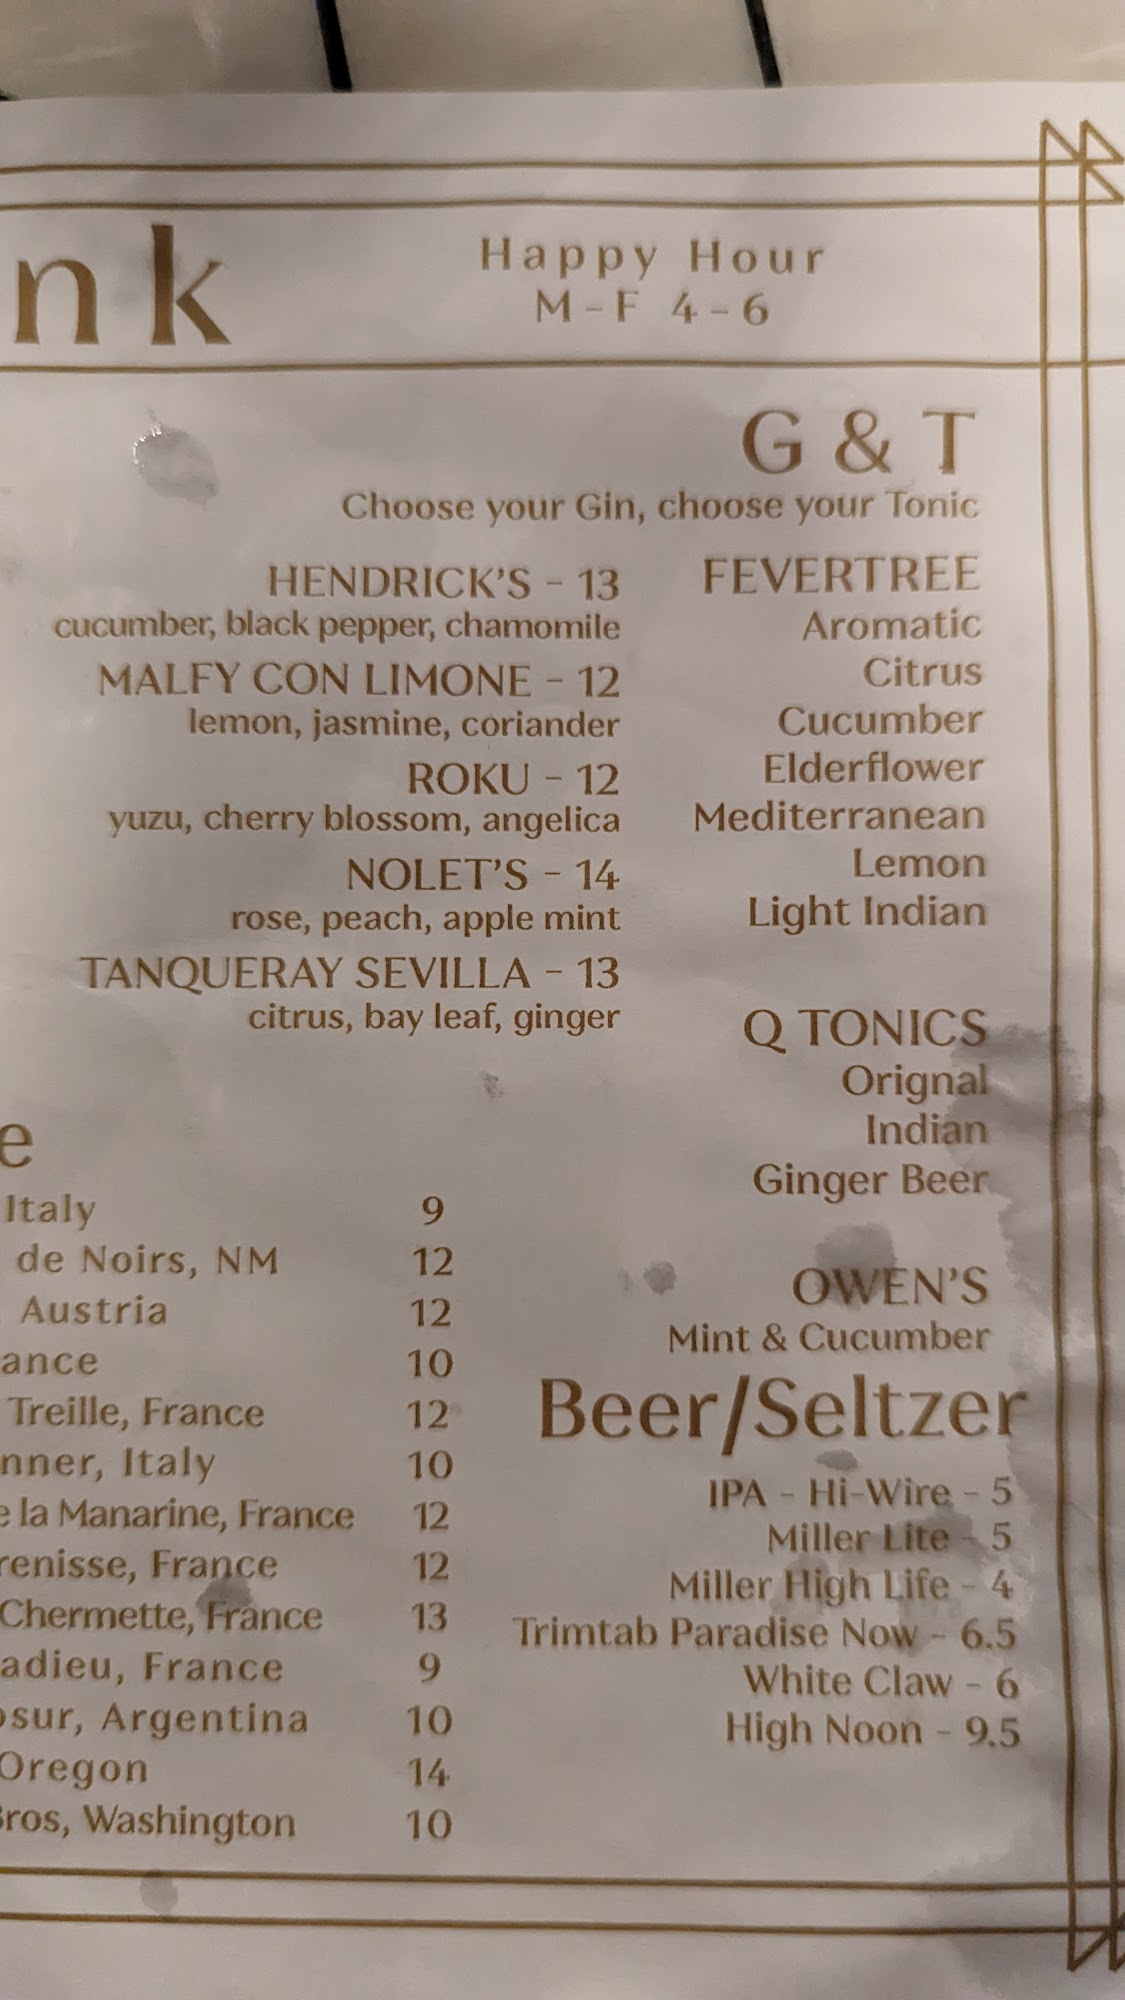 nk
Happy Hour
M-F 4-6
G & T
Choose your Gin, choose your Tonic
HENDRICK'S - 13
cucumber, black pepper, chamomile
MALFY CON LIMONE - 12
lemon, jasmine, coriander
ROKU - 12
yuzu, cherry blossom, angelica
NOLET'S - 14
rose, peach, apple mint
TANQUERAY SEVILLA - 13
citrus, bay leaf, ginger
FEVERTREE
Aromatic
Citrus
Cucumber
Elderflower
Mediterranean
Lemon
Light Indian
Q TONICS
Orignal
Indian
Ginger Beer
OWEN'S
Mint & Cucumber
e
Italy 9
de Noirs, NM 12
Austria 12
ance 10
Treille, France 12
nner, Italy 10
e la Manarine, France 12
renisse, France 12
Chermette, France 13
adieu, France 9
osur, Argentina 10
Oregon 14
Bros, Washington 10
Beer/Seltzer
IPA - Hi-Wire - 5
Miller Lite - 5
Miller High Life - 4
Trimtab Paradise Now - 6.5
White Claw - 6
High Noon - 9.5